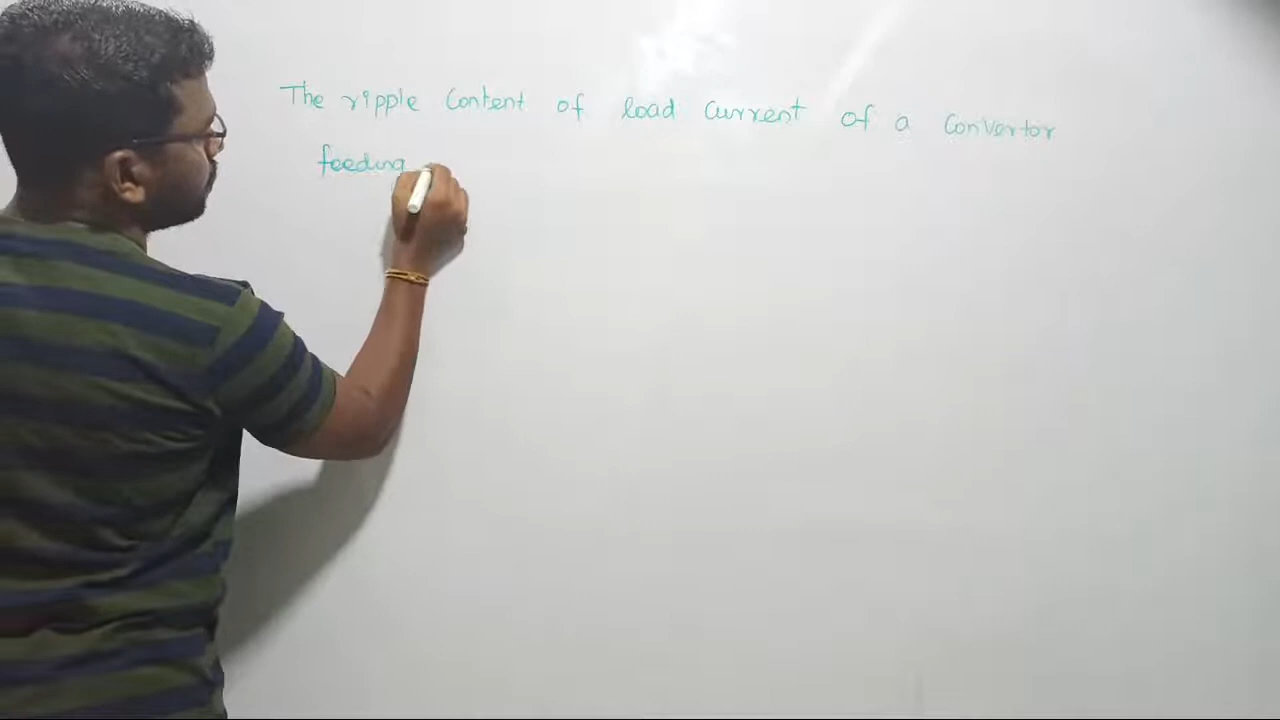 The ripple content of load current of a convertor
feeding